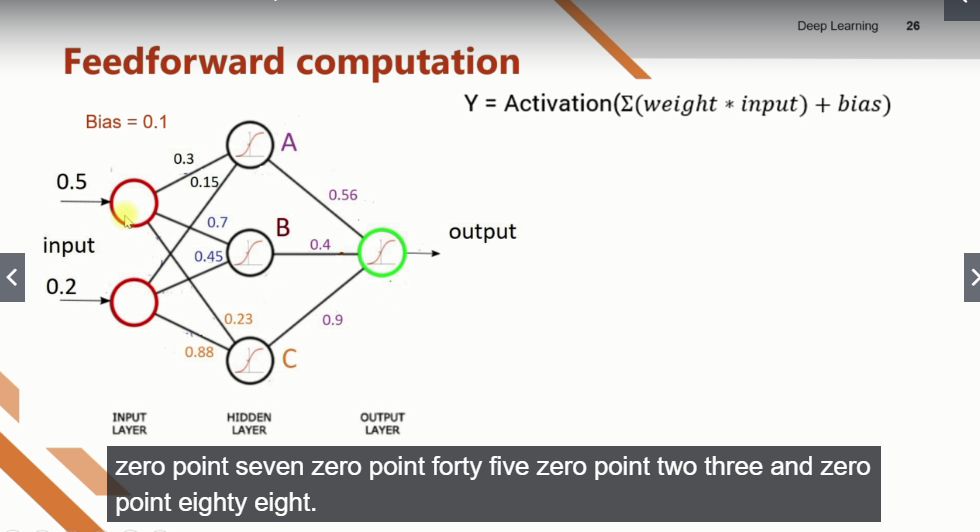 Deep Learning 26
Feedforward computation
Y = Activation(Σ(weight * input) + bias)
Bias = 0.1
A
0.3
0.5
0.15
0.56
0.7
B
output
input
0.4
0.45
0.2
0.23
0.9
0.88
C
INPUT
LAYER
HIDDEN
LAYER
OUTPUT
LAYER
zero point seven zero point forty five zero point two three and zero
point eighty eight.